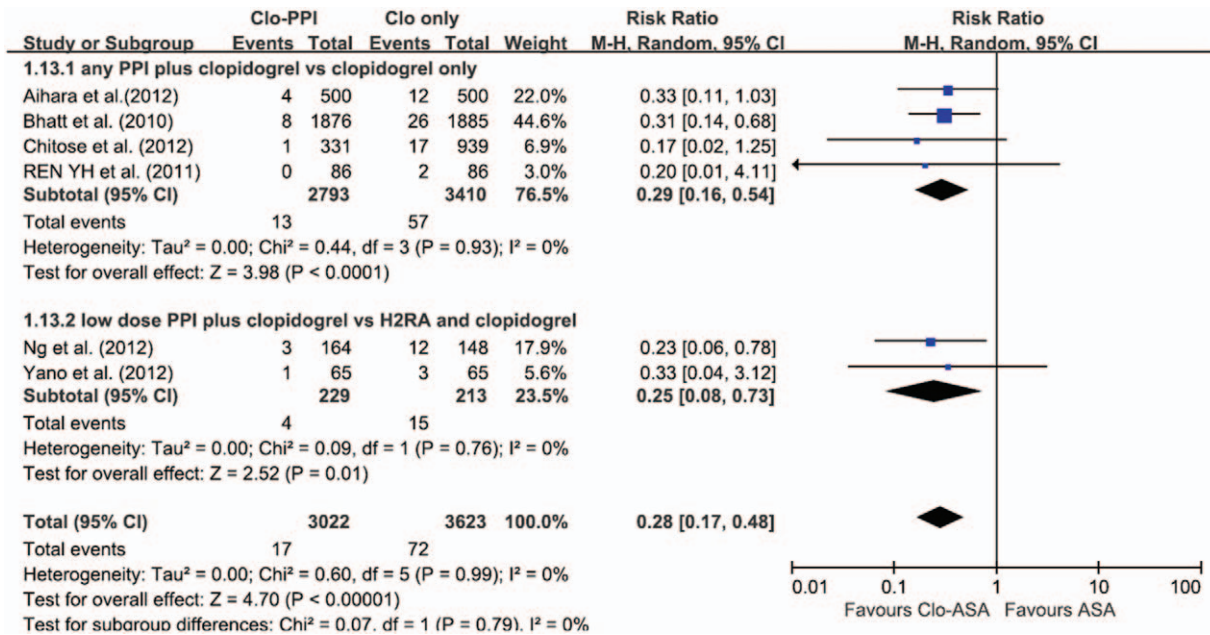 Clo-PPI Clo only Risk Ratio Risk Ratio
Study or Subgroup Events Total Events Total Weight M-H, Random, 95% CI M-H, Random, 95% CI
1.13.1 any PPI plus clopidogrel vs clopidogrel only
Aihara et al.(2012) 4 500 12 500 22.0% 0.33 [0.11, 1.03]
Bhatt et al. (2010) 8 1876 26 1885 44.6% 0.31 [0.14, 0.68]
Chitose et al. (2012) 1 331 17 939 6.9% 0.17 [0.02, 1.25]
REN YH et al. (2011) 0 86 2 86 3.0% 0.20 [0.01, 4.11]
Subtotal (95% CI) 2793 3410 76.5% 0.29 [0.16, 0.54]
Total events 13 57
Heterogeneity: Tau² = 0.00; Chi² = 0.44, df = 3 (P = 0.93); I² = 0%
Test for overall effect: Z = 3.98 (P < 0.0001)
1.13.2 low dose PPI plus clopidogrel vs H2RA and clopidogrel
Ng et al. (2012) 3 164 12 148 17.9% 0.23 [0.06, 0.78]
Yano et al. (2012) 1 65 3 65 5.6% 0.33 [0.04, 3.12]
Subtotal (95% CI) 229 213 23.5% 0.25 [0.08, 0.73]
Total events 4 15
Heterogeneity: Tau² = 0.00; Chi² = 0.09, df = 1 (P = 0.76); I² = 0%
Test for overall effect: Z = 2.52 (P = 0.01)
Total (95% CI) 3022 3623 100.0% 0.28 [0.17, 0.48]
Total events 17 72
Heterogeneity: Tau² = 0.00; Chi² = 0.60, df = 5 (P = 0.99); I² = 0%
Test for overall effect: Z = 4.70 (P < 0.00001)
Test for subgroup differences: Chi² = 0.07, df = 1 (P = 0.79), I² = 0%
0.01 0.1 1 10 100
Favours Clo-ASA Favours ASA